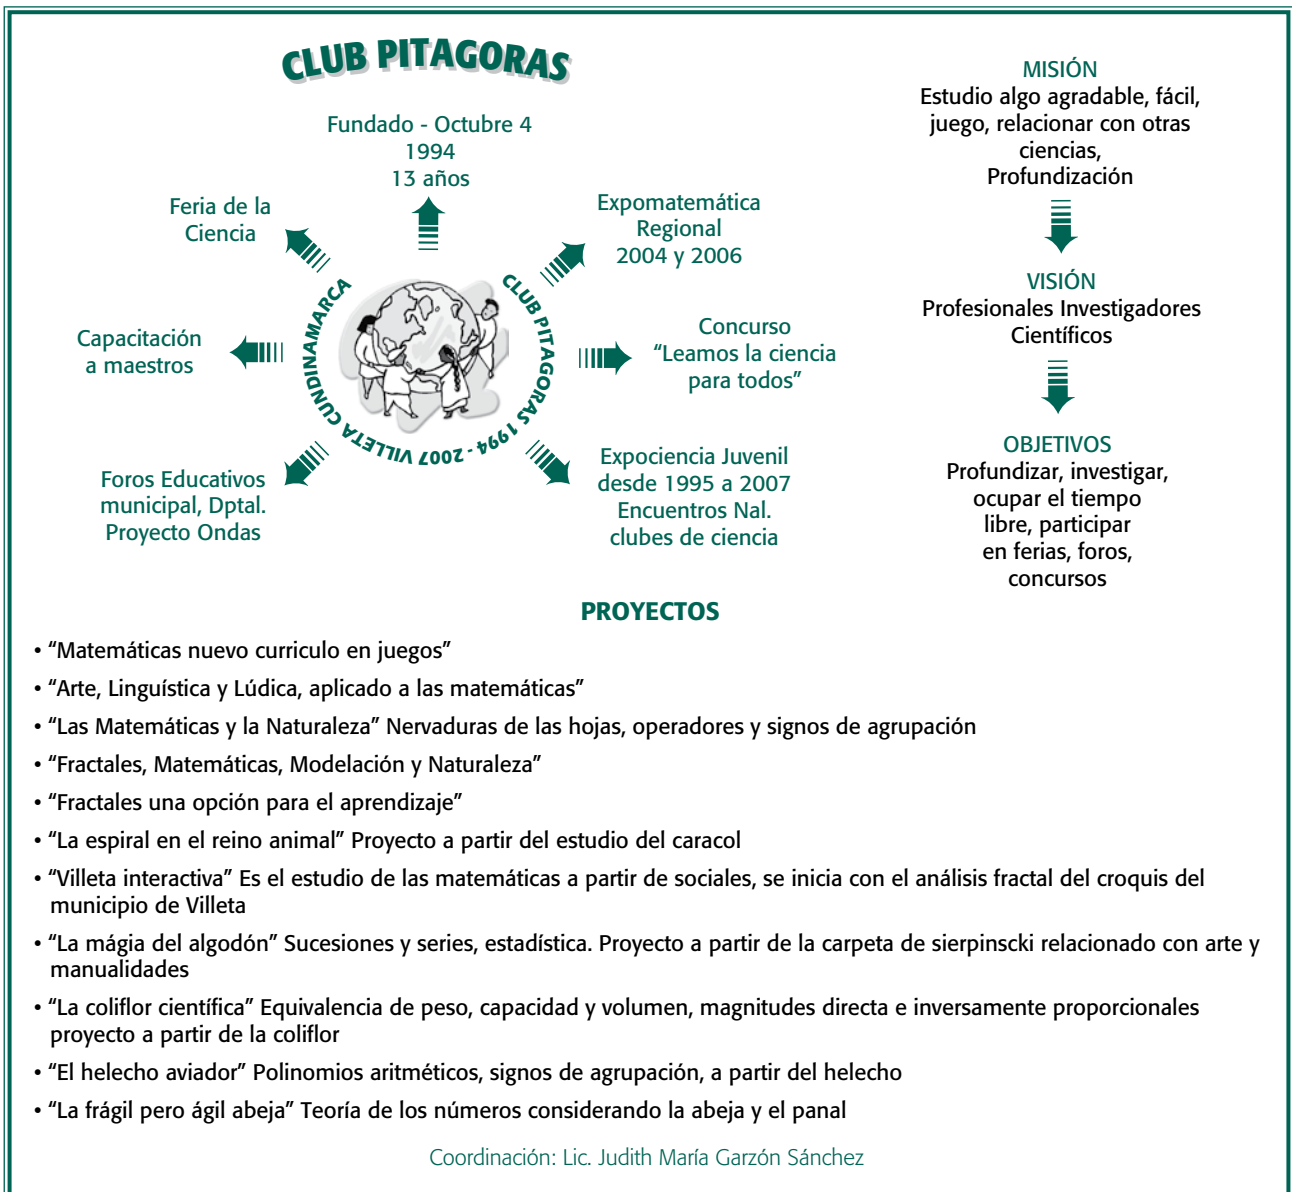 CLUB PITAGORAS
Fundado - Octubre 4
1994
13 años
Feria de la
Ciencia
Expomatemática
Regional
2004 y 2006
Capacitación
a maestros
CLUB PITAGORAS 1994 - 2007 VILLETA CUNDINAMARCA
Concurso
“Leamos la ciencia
para todos”
Foros Educativos
municipal, Dptal.
Proyecto Ondas
Expociencia Juvenil
desde 1995 a 2007
Encuentros Nal.
clubes de ciencia
MISIÓN
Estudio algo agradable, fácil,
juego, relacionar con otras
ciencias,
Profundización
VISIÓN
Profesionales Investigadores
Científicos
OBJETIVOS
Profundizar, investigar,
ocupar el tiempo
libre, participar
en ferias, foros,
concursos
PROYECTOS
• “Matemáticas nuevo curriculo en juegos”
• “Arte, Linguística y Lúdica, aplicado a las matemáticas”
• “Las Matemáticas y la Naturaleza” Nervaduras de las hojas, operadores y signos de agrupación
• “Fractales, Matemáticas, Modelación y Naturaleza”
• “Fractales una opción para el aprendizaje”
• “La espiral en el reino animal” Proyecto a partir del estudio del caracol
• “Villeta interactiva” Es el estudio de las matemáticas a partir de sociales, se inicia con el análisis fractal del croquis del
municipio de Villeta
• “La mágia del algodón” Sucesiones y series, estadística. Proyecto a partir de la carpeta de sierpinscki relacionado con arte y
manualidades
• “La coliflor científica” Equivalencia de peso, capacidad y volumen, magnitudes directa e inversamente proporcionales
proyecto a partir de la coliflor
• “El helecho aviador” Polinomios aritméticos, signos de agrupación, a partir del helecho
• “La frágil pero ágil abeja” Teoría de los números considerando la abeja y el panal
Coordinación: Lic. Judith María Garzón Sánchez